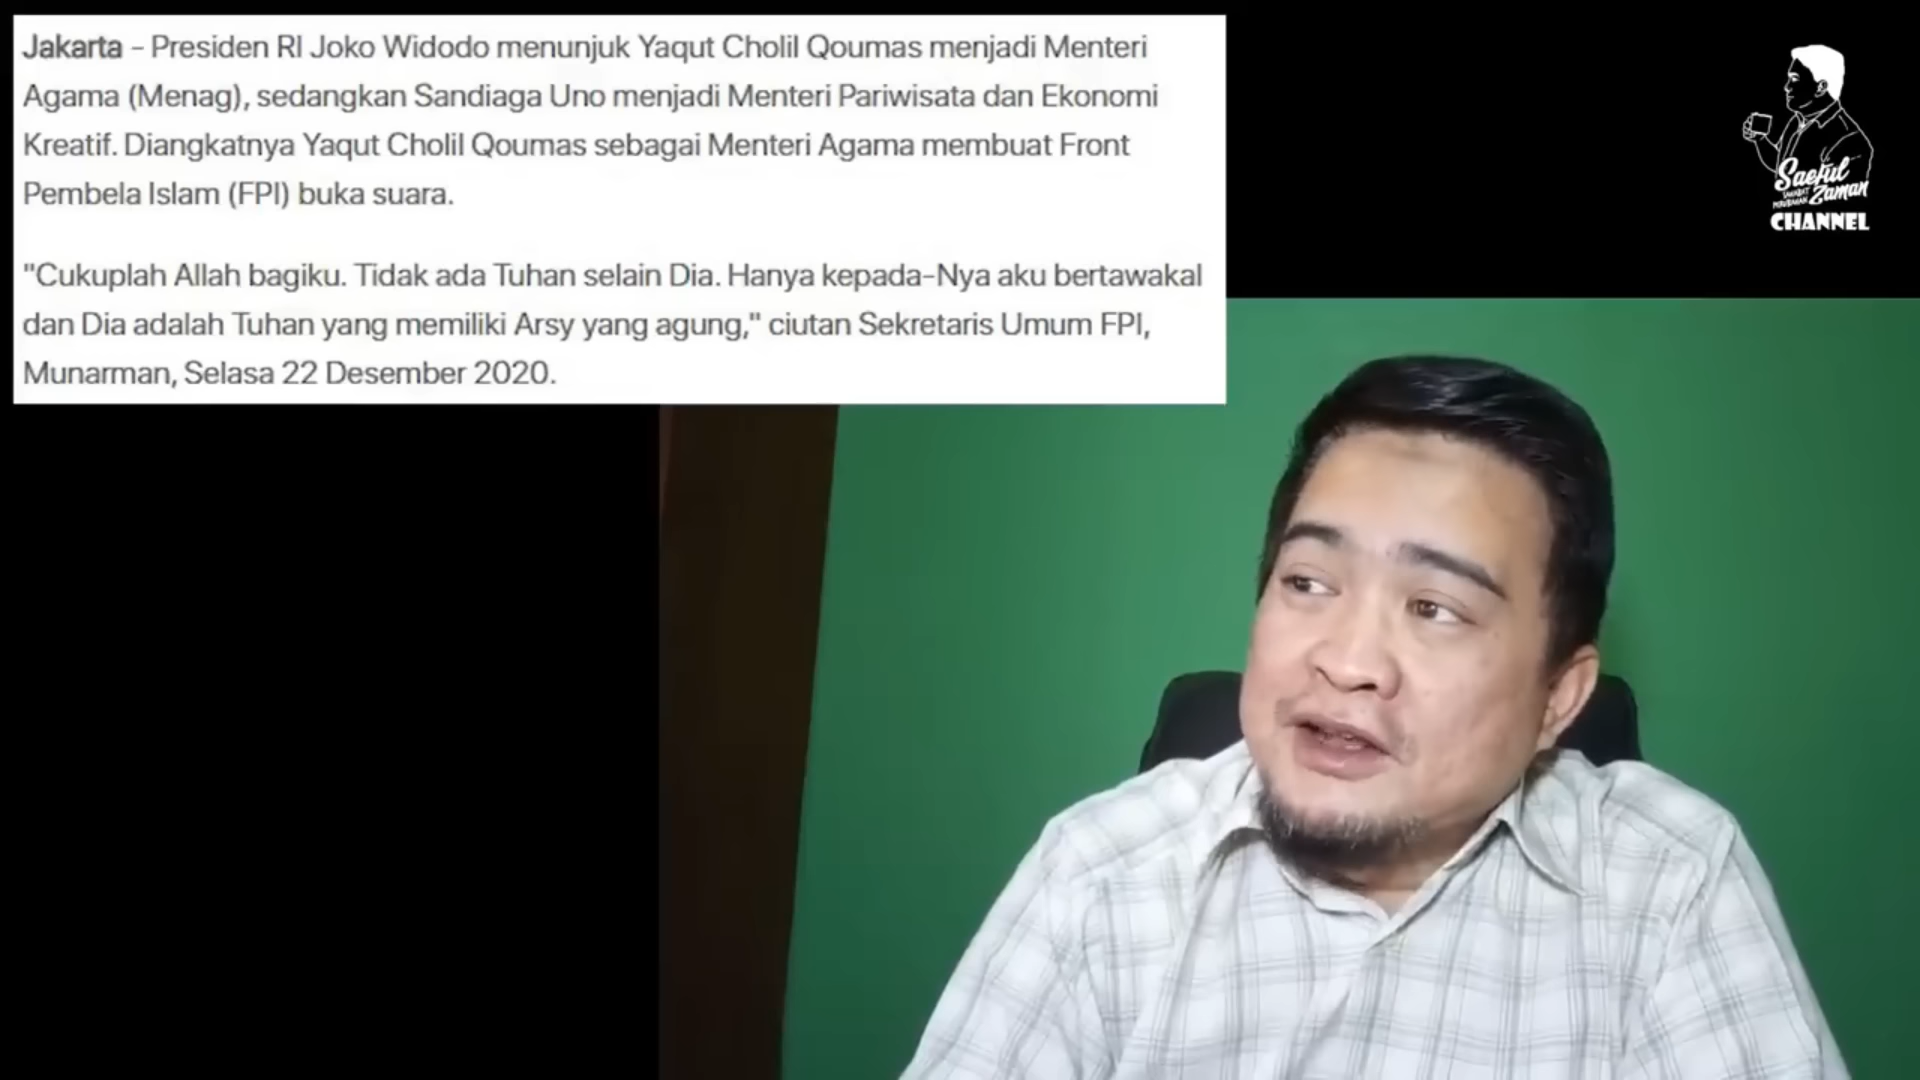 Jakarta - Presiden RI Joko Widodo menunjuk Yaqut Cholil Qoumas menjadi Menteri
Agama (Menag), sedangkan Sandiaga Uno menjadi Menteri Pariwisata dan Ekonomi
Kreatif. Diangkatnya Yaqut Cholil Qoumas sebagai Menteri Agama membuat Front
Pembela Islam (FPI) buka suara.
"Cukuplah Allah bagiku. Tidak ada Tuhan selain Dia. Hanya kepada-Nya aku bertawakal
dan Dia adalah Tuhan yang memiliki Arsy yang agung," ciutan Sekretaris Umum FPI,
Munarman, Selasa 22 Desember 2020.
Saeful
Zaman
CHANNEL